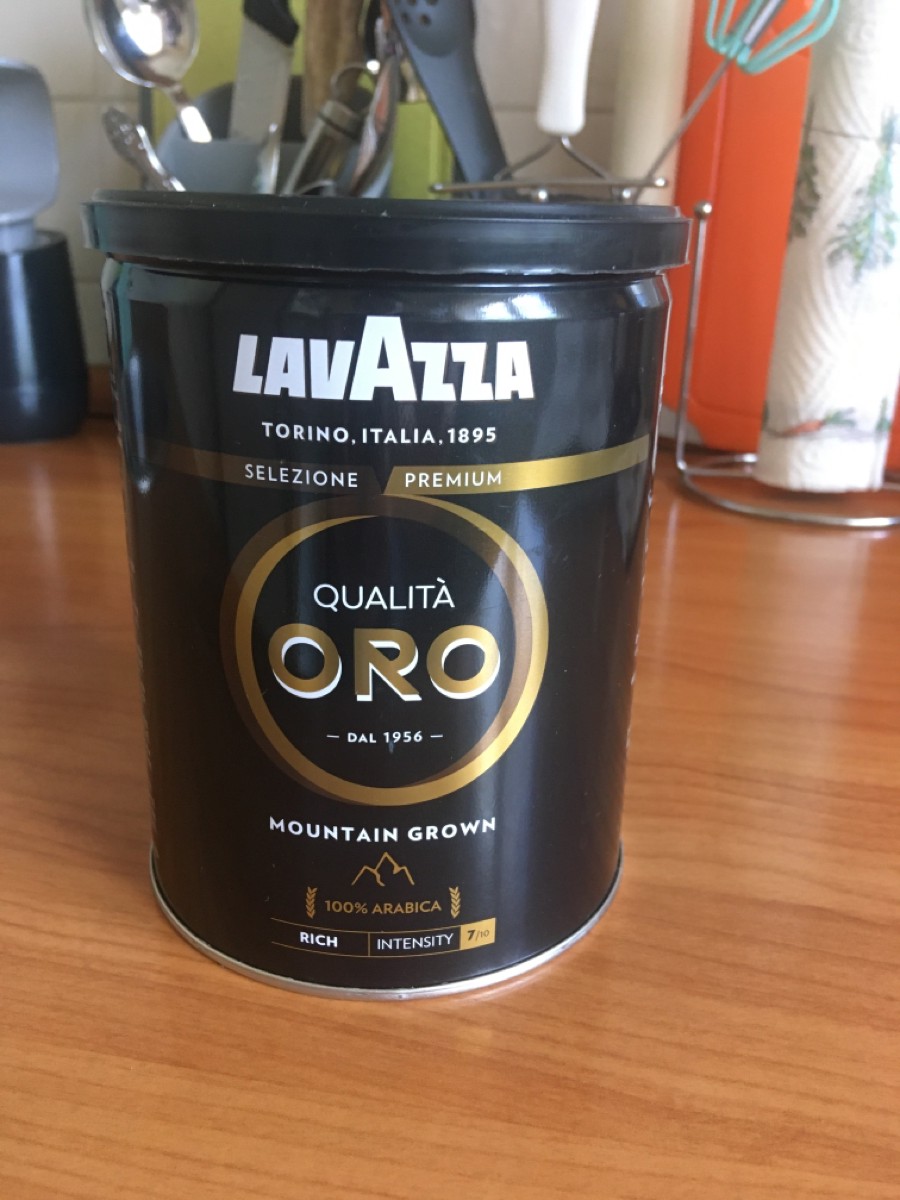 LAVAZZA
TORINO, ITALIA, 1895
SELEZIONE PREMIUM
QUALITÀ
ORO
— DAL 1956 —
MOUNTAIN GROWN
100% ARABICA
RICH INTENSITY 7/10